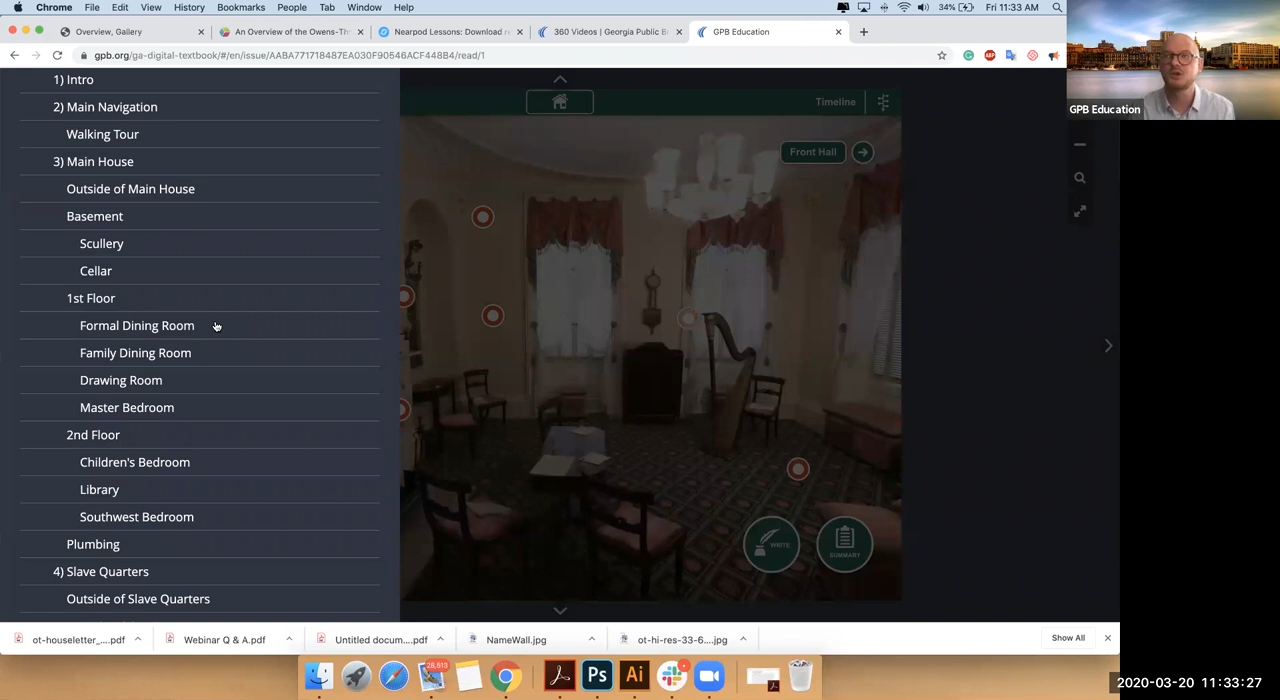 Chrome File Edit View History Bookmarks People Tab Window Help 34% Fri 11:33 AM
Overview, Gallery An Overview of the Owens-Th Nearpod Lessons: Download r 360 Videos | Georgia Public B GPB Education
gpb.org/ga-digital-textbook/#/en/issue/AABA771718487EA030F90546ACF448B4/read/1
GPB Education
1) Intro
2) Main Navigation
Walking Tour
3) Main House
Outside of Main House
Basement
Scullery
Cellar
1st Floor
Formal Dining Room
Family Dining Room
Drawing Room
Master Bedroom
2nd Floor
Children's Bedroom
Library
Southwest Bedroom
Plumbing
4) Slave Quarters
Outside of Slave Quarters
Timeline
Front Hall
WRITE
SUMMARY
ot-houseletter_....pdf Webinar Q & A.pdf Untitled docum....pdf NameWall.jpg ot-hi-res-33-6....jpg Show All
28,613
Ps Ai
2020-03-20 11:33:27